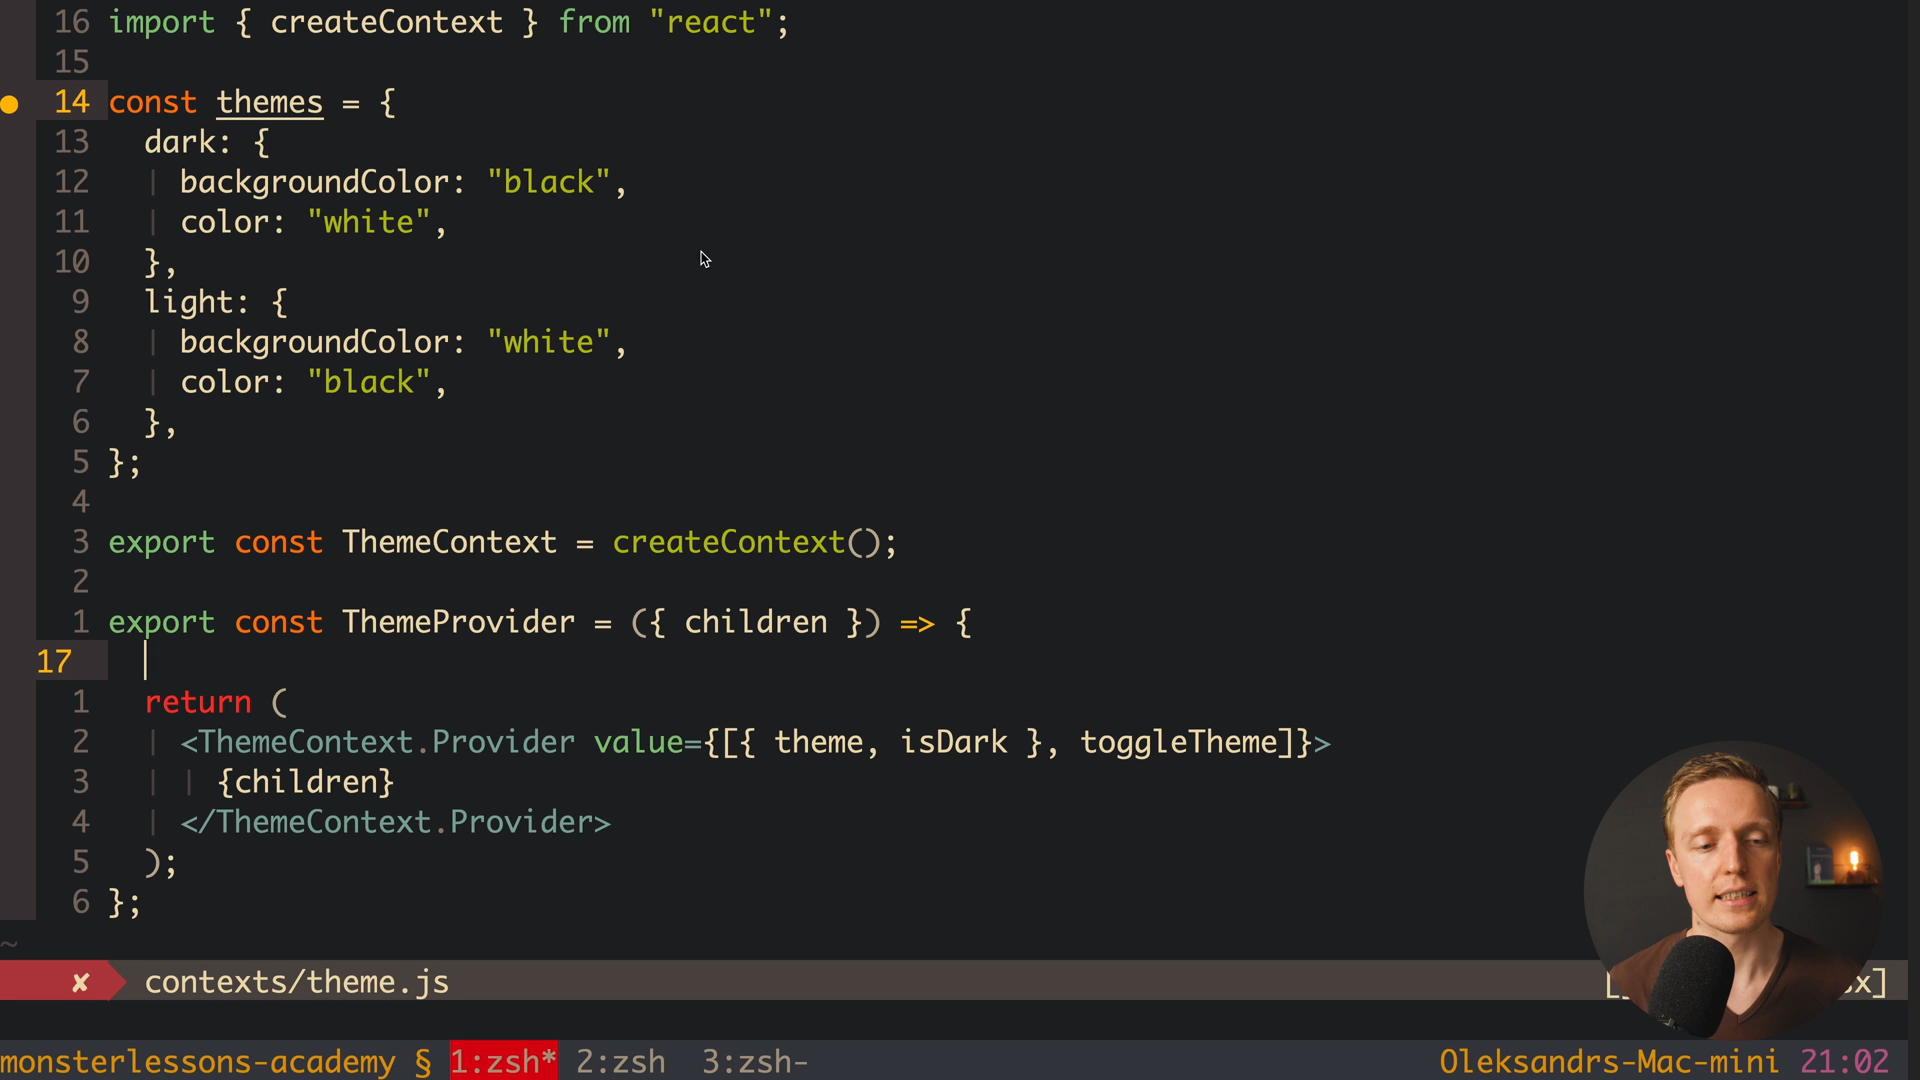 16 import { createContext } from "react";
15
14 const themes = {
13 dark: {
12 backgroundColor: "black",
11 color: "white",
10 },
9 light: {
8 backgroundColor: "white",
7 color: "black",
6 },
5 };
4
3 export const ThemeContext = createContext();
2
1 export const ThemeProvider = ({ children }) => {
17
1 return (
2 <ThemeContext.Provider value={[{ theme, isDark }, toggleTheme]}>
3 {children}
4 </ThemeContext.Provider>
5 );
6 };
~
✘ contexts/theme.js
monsterlessons-academy § 1:zsh* 2:zsh 3:zsh- Oleksandrs-Mac-mini 21:02